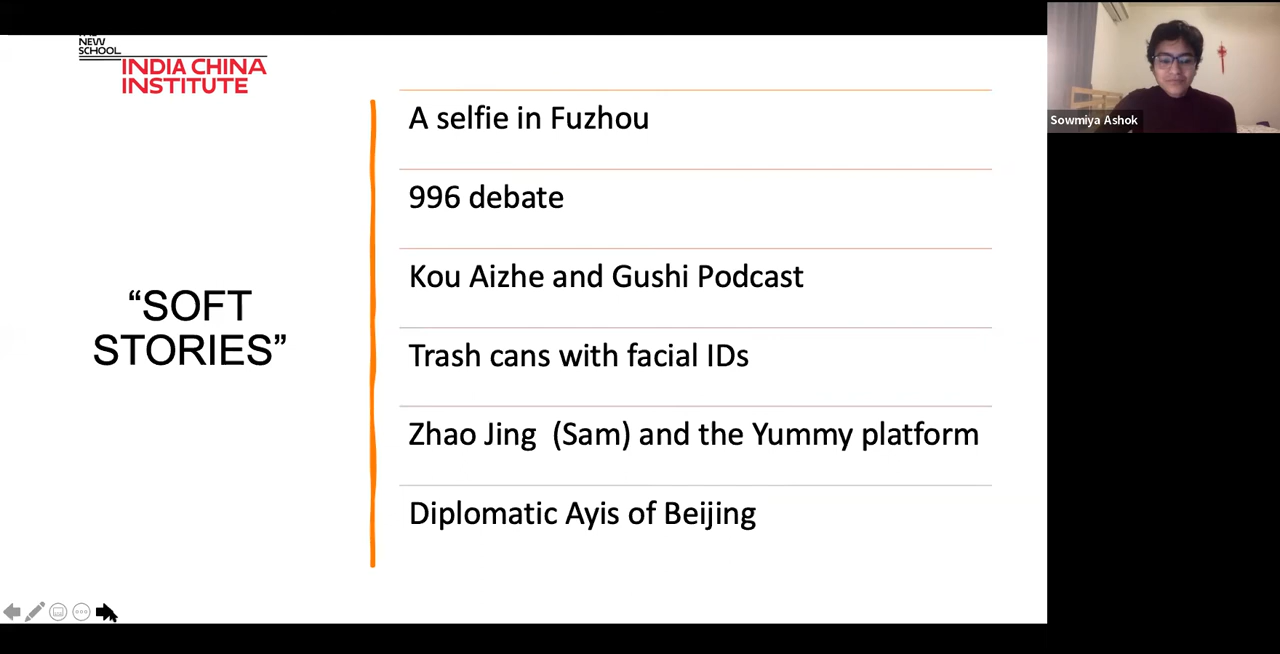 THE
NEW
SCHOOL
INDIA CHINA
INSTITUTE
“SOFT
STORIES”
A selfie in Fuzhou
996 debate
Kou Aizhe and Gushi Podcast
Trash cans with facial IDs
Zhao Jing  (Sam) and the Yummy platform
Diplomatic Ayis of Beijing
Sowmiya Ashok